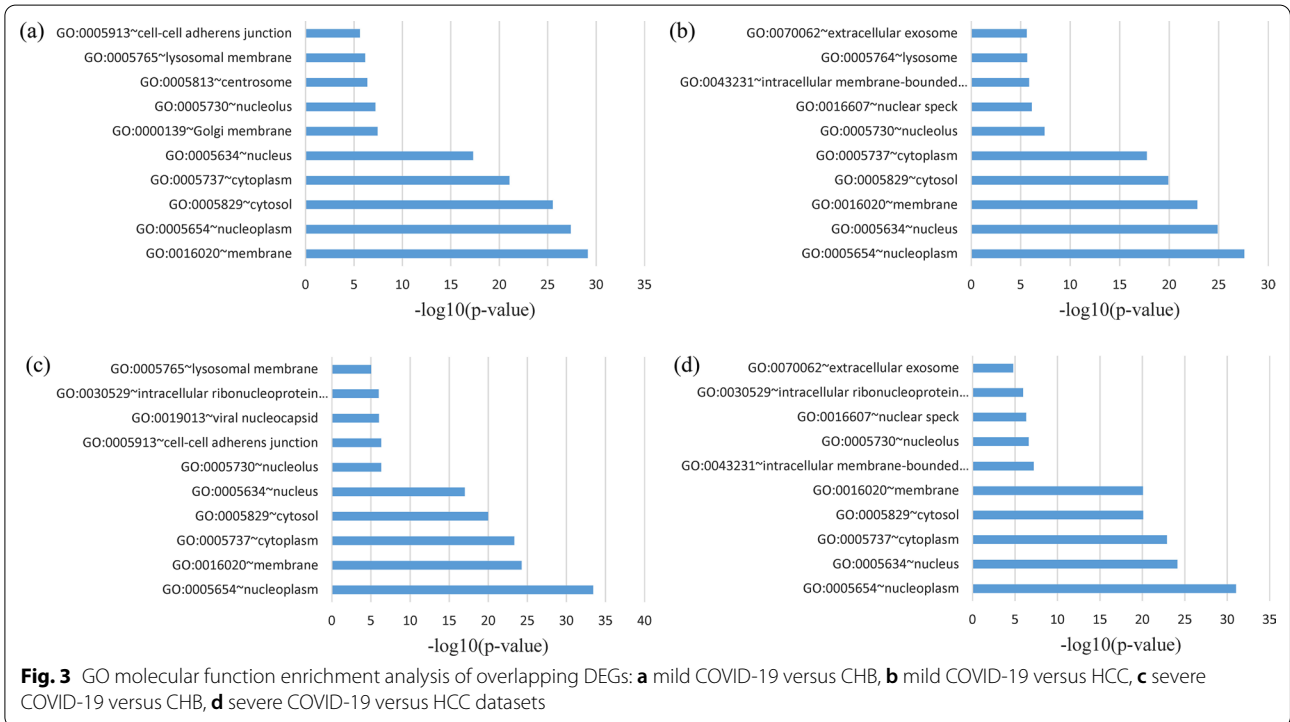 (a)
GO:0005913~cell-cell adherens junction
GO:0005765~lysosomal membrane
GO:0005813~centrosome
GO:0005730~nucleolus
GO:0000139~Golgi membrane
GO:0005634~nucleus
GO:0005737~cytoplasm
GO:0005829~cytosol
GO:0005654~nucleoplasm
GO:0016020~membrane
0 5 10 15 20 25 30 35
-log10(p-value)
(b)
GO:0070062~extracellular exosome
GO:0005764~lysosome
GO:0043231~intracellular membrane-bounded...
GO:0016607~nuclear speck
GO:0005730~nucleolus
GO:0005737~cytoplasm
GO:0005829~cytosol
GO:0016020~membrane
GO:0005634~nucleus
GO:0005654~nucleoplasm
0 5 10 15 20 25 30
-log10(p-value)
(c)
GO:0005765~lysosomal membrane
GO:0030529~intracellular ribonucleoprotein...
GO:0019013~viral nucleocapsid
GO:0005913~cell-cell adherens junction
GO:0005730~nucleolus
GO:0005634~nucleus
GO:0005829~cytosol
GO:0005737~cytoplasm
GO:0016020~membrane
GO:0005654~nucleoplasm
0 5 10 15 20 25 30 35 40
-log10(p-value)
(d)
GO:0070062~extracellular exosome
GO:0030529~intracellular ribonucleoprotein...
GO:0016607~nuclear speck
GO:0005730~nucleolus
GO:0043231~intracellular membrane-bounded...
GO:0016020~membrane
GO:0005829~cytosol
GO:0005737~cytoplasm
GO:0005634~nucleus
GO:0005654~nucleoplasm
0 5 10 15 20 25 30 35
-log10(p-value)
Fig. 3 GO molecular function enrichment analysis of overlapping DEGs: a mild COVID-19 versus CHB, b mild COVID-19 versus HCC, c severe
COVID-19 versus CHB, d severe COVID-19 versus HCC datasets